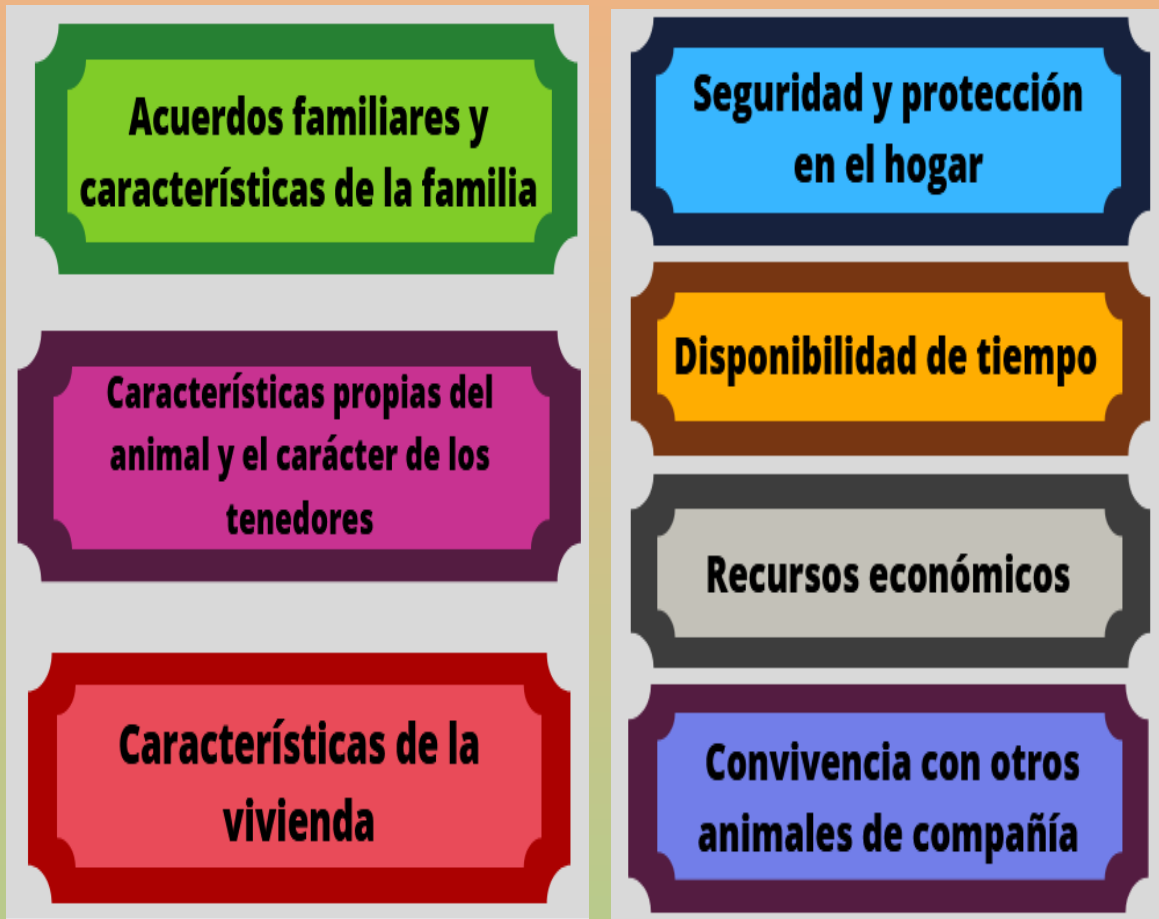 Acuerdos familiares y
características de la familia
Características propias del
animal y el carácter de los
tenedores
Características de la
vivienda
Seguridad y protección
en el hogar
Disponibilidad de tiempo
Recursos económicos
Convivencia con otros
animales de compañía